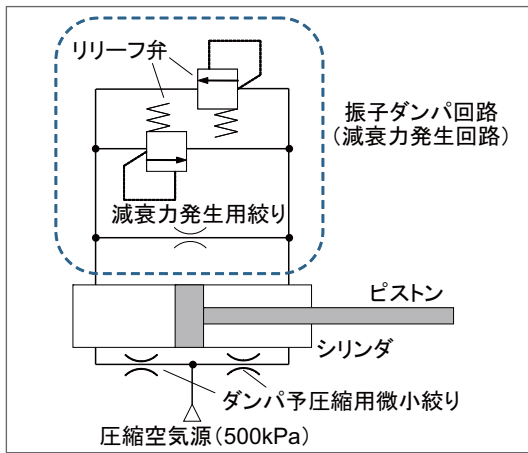 リリーフ弁
振子ダンパ回路
(減衰力発生回路)
減衰力発生用絞り
ピストン
シリンダ
ダンパ予圧縮用微小絞り
圧縮空気源(500kPa)